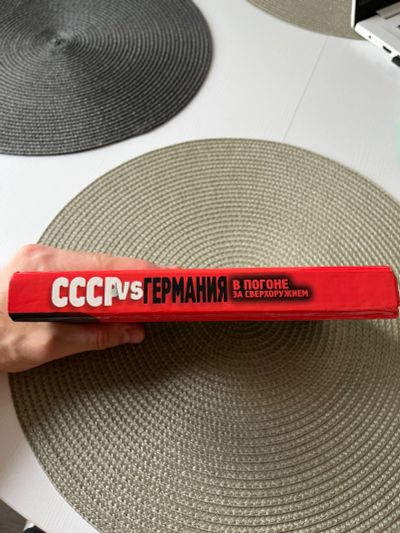 СССР vs ГЕРМАНИЯ
В ПОГОНЕ
ЗА СВЕРХОРУЖИЕМ